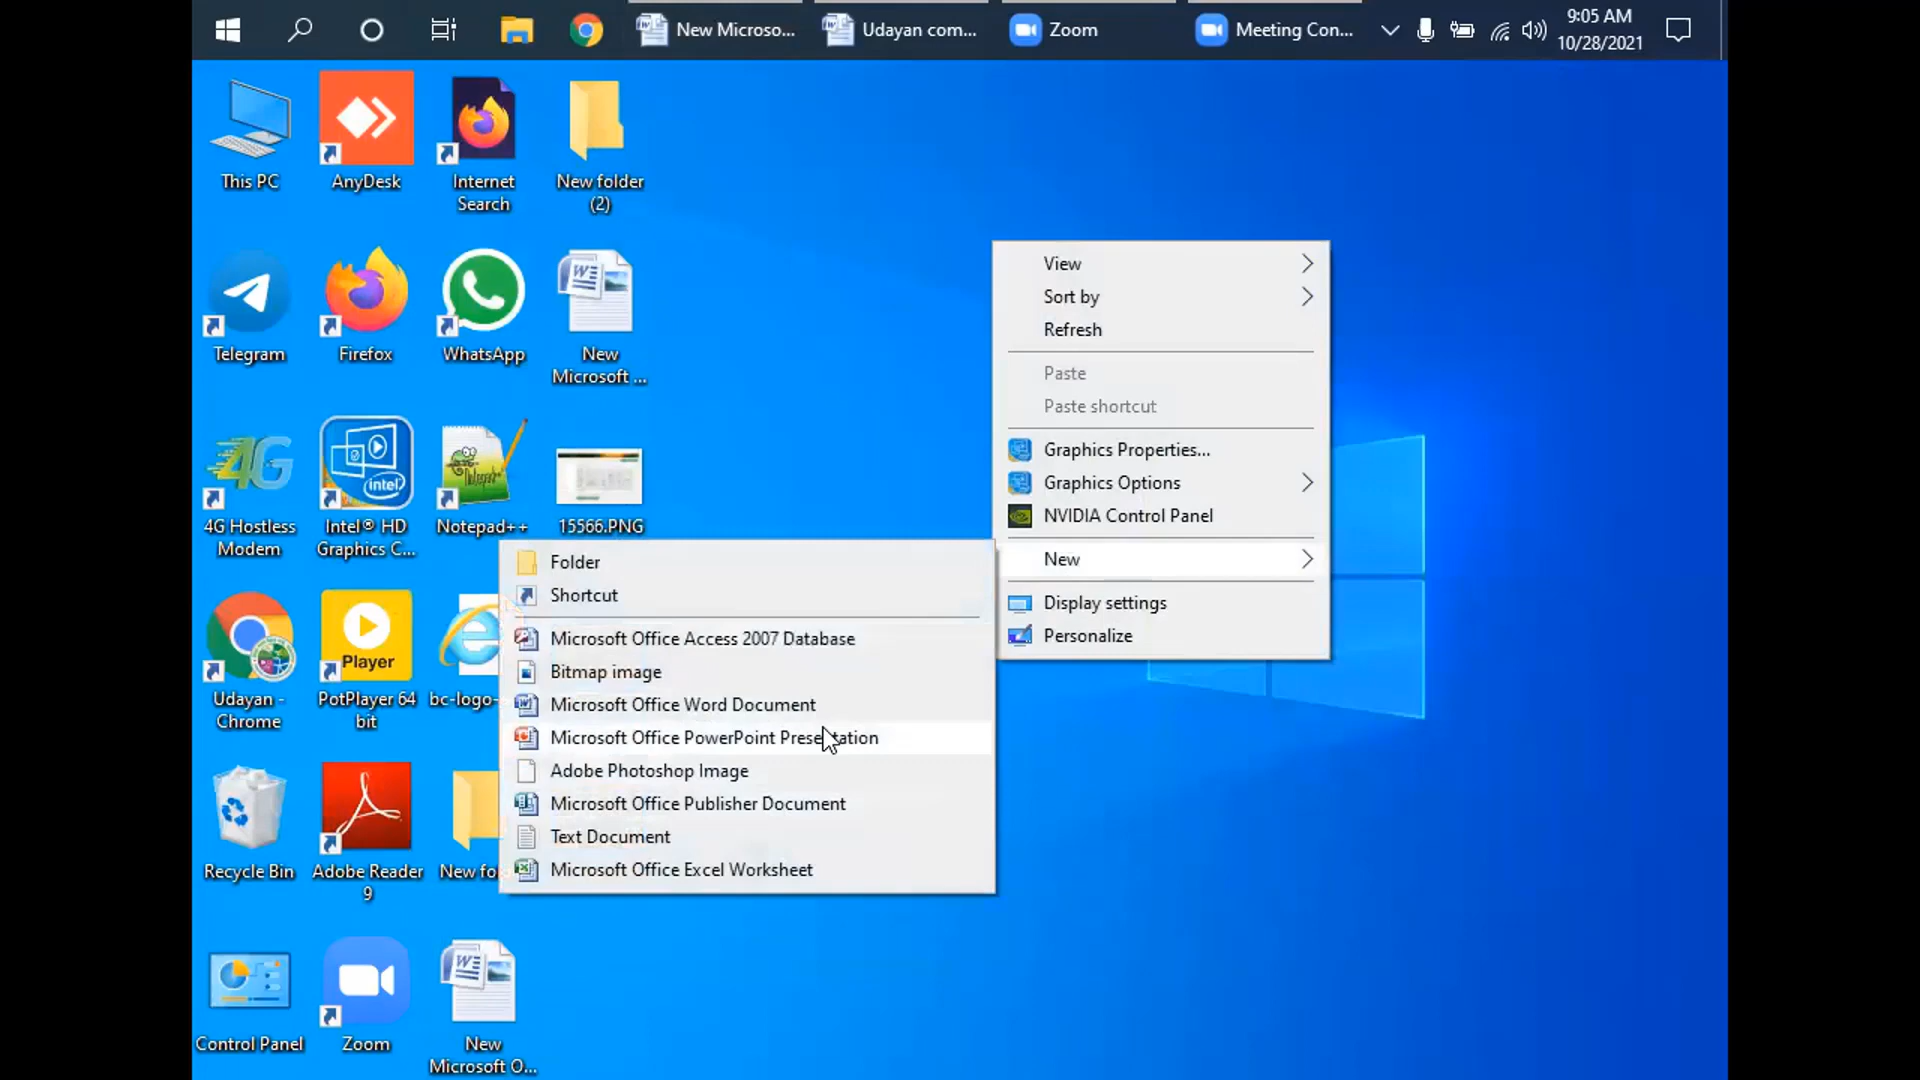 New Microso...
Udayan com...
Zoom
Meeting Con...
9:05 AM
10/28/2021
This PC
AnyDesk
Internet
Search
New folder
(2)
Telegram
Firefox
WhatsApp
New
Microsoft ...
4G
4G Hostless
Modem
intel
Intel® HD
Graphics C...
Notepad++
15566.PNG
Udayan -
Chrome
Player
PotPlayer 64
bit
bc-logo-
Recycle Bin
Adobe Reader
9
New fo
Control Panel
Zoom
New
Microsoft O...
View
Sort by
Refresh
Paste
Paste shortcut
Graphics Properties...
Graphics Options
NVIDIA Control Panel
New
Display settings
Personalize
Folder
Shortcut
Microsoft Office Access 2007 Database
Bitmap image
Microsoft Office Word Document
Microsoft Office PowerPoint Presentation
Adobe Photoshop Image
Microsoft Office Publisher Document
Text Document
Microsoft Office Excel Worksheet